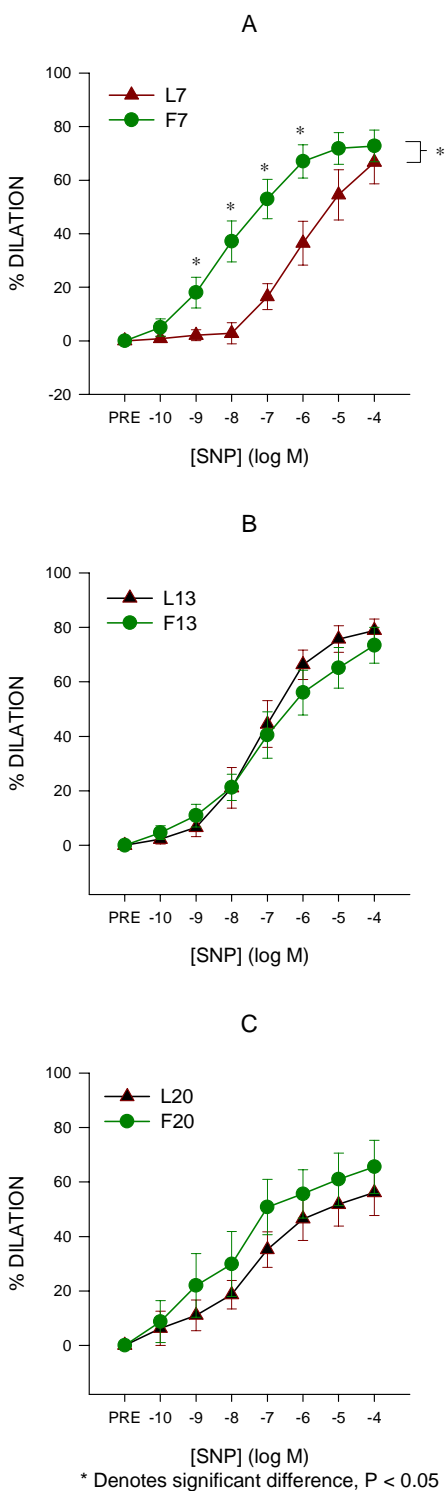 A
100
80
60
40
20
0
-20
% DILATION
L7
F7
* * * * *
PRE -10 -9 -8 -7 -6 -5 -4
[SNP] (log M)
B
100
80
60
40
20
0
% DILATION
L13
F13
PRE -10 -9 -8 -7 -6 -5 -4
[SNP] (log M)
C
100
80
60
40
20
0
% DILATION
L20
F20
PRE -10 -9 -8 -7 -6 -5 -4
[SNP] (log M)
* Denotes significant difference, P < 0.05